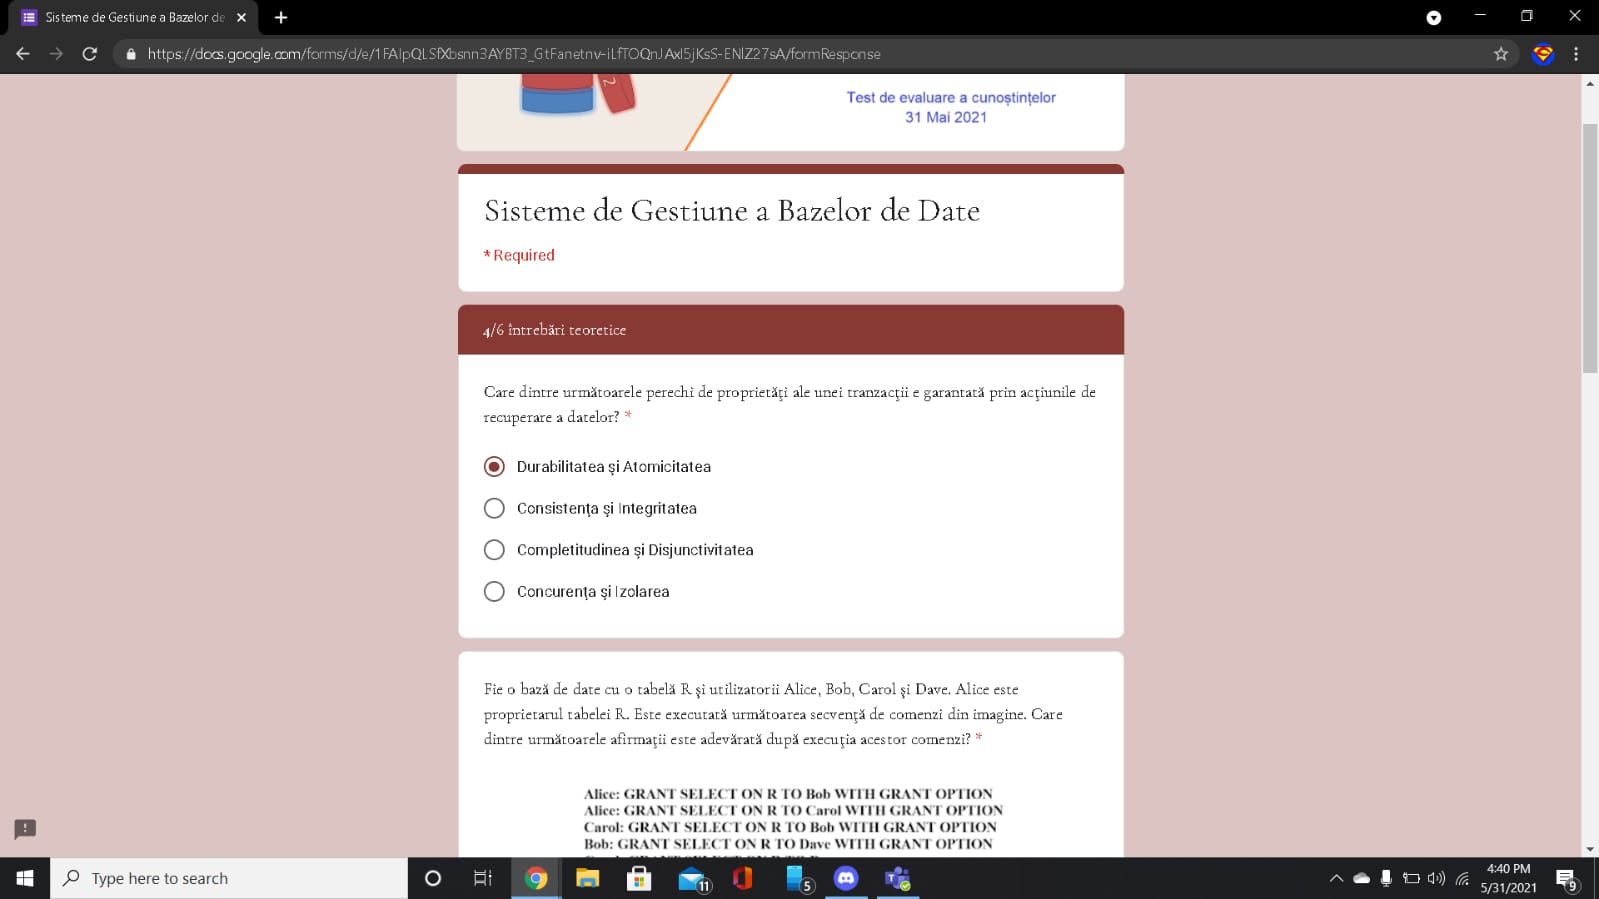 Sisteme de Gestiune a Bazelor de
https://docs.google.com/forms/d/e/1FAIpQLSfXbsnn3AYBT3_GtFanetnv-iLfTOQnJAxI5jKsS-ENlZ27sA/formResponse
2
Test de evaluare a cunoștințelor
31 Mai 2021
Sisteme de Gestiune a Bazelor de Date
* Required
4/6 întrebări teoretice
Care dintre următoarele perechi de proprietăţi ale unei tranzacţii e garantată prin acţiunile de
recuperare a datelor? *
Durabilitatea şi Atomicitatea
Consistenţa şi Integritatea
Completitudinea şi Disjunctivitatea
Concurenţa şi Izolarea
Fie o bază de date cu o tabelă R şi utilizatorii Alice, Bob, Carol şi Dave. Alice este
proprietarul tabelei R. Este executată următoarea secvenţă de comenzi din imagine. Care
dintre următoarele afirmaţii este adevărată după execuţia acestor comenzi? *
Alice: GRANT SELECT ON R TO Bob WITH GRANT OPTION
Alice: GRANT SELECT ON R TO Carol WITH GRANT OPTION
Carol: GRANT SELECT ON R TO Bob WITH GRANT OPTION
Bob: GRANT SELECT ON R TO Dave WITH GRANT OPTION
Type here to search
11
5
4:40 PM
5/31/2021
9